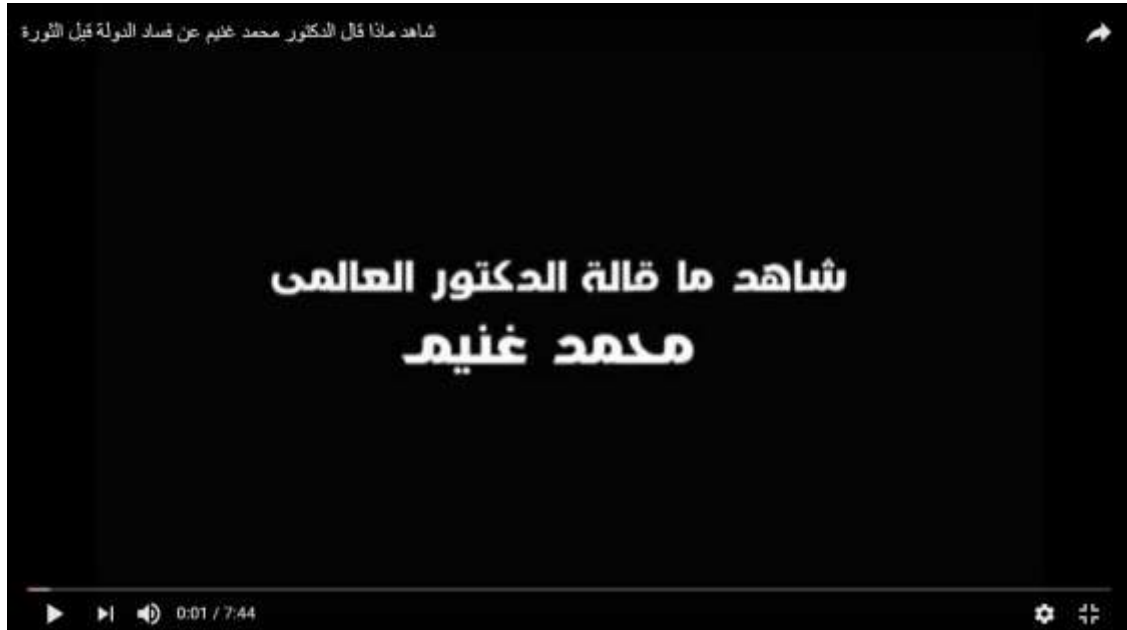 شاهد ماذا قال الدكتور محمد غنيم عن فساد الدولة قبل الثورة
شاهد ما قالة الدكتور العالمى
محمد غنيم
0:01 / 7:44